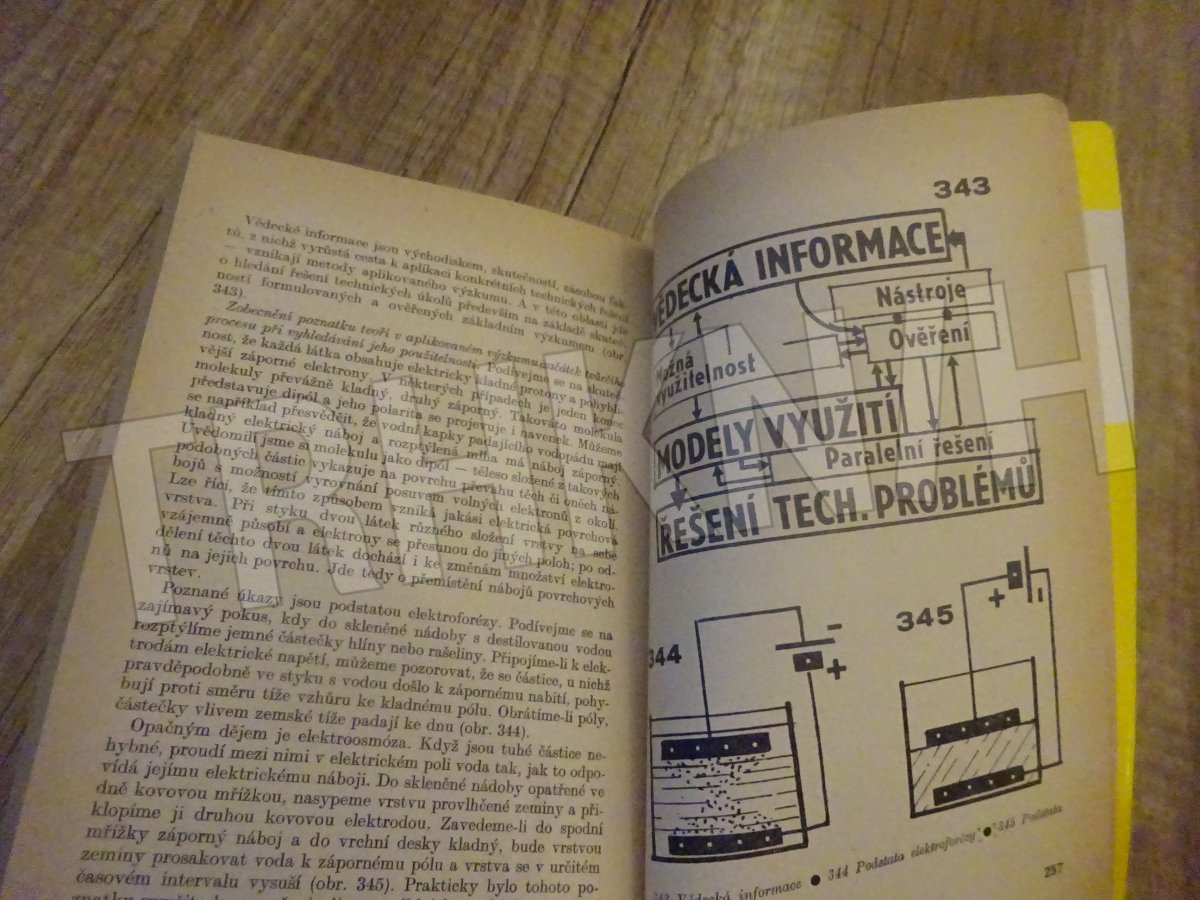 Vědecké informace jsou východiskem, skutečností, zásobou fak-
tů, z nichž vyrůstá cesta k aplikaci konkrétních technických řešení
— vznikají metody aplikovaného výzkumu. A v této oblasti jde
o hledání řešení technických úkolů především na základě skuteč-
ností formulovaných a ověřených základním výzkumem (obr.
343).
Zobecnění poznatku tvoří v aplikovaném výzkumu začátek tvůrčího
procesu při vyhledávání jeho použitelnosti. Podívejme se na skuteč-
nost, že každá látka obsahuje elektricky kladné protony a pohybli-
vější záporné elektrony. V některých případech je jeden konec
molekuly převážně kladný, druhý záporný. Takováto molekula
představuje dipól a jeho polarita se projevuje i navenek. Můžeme
se například přesvědčit, že vodní kapky padajícího vodopádu mají
kladný elektrický náboj a rozptýlená mlha má náboj záporný.
Uvědomili jsme si molekulu jako dipól — těleso složené z takových
podobných částic vykazuje na povrchu převahu těch či oněch ná-
bojů s možností vyrovnání posuvem volných elektronů z okolí.
Lze říci, že tímto způsobem vzniká jakási elektrická povrchová
vrstva. Při styku dvou látek různého složení vrstvy na sebe
vzájemně působí a elektrony se přesunou do jiných poloh; po od-
dělení těchto dvou látek dochází i ke změnám množství elektro-
nů na jejich povrchu. Jde tedy o přemístění nábojů povrchových
vrstev.
Poznané úkazy jsou podstatou elektroforézy. Podívejme se na
zajímavý pokus, kdy do skleněné nádoby s destilovanou vodou
rozptýlíme jemné částečky hlíny nebo rašeliny. Připojíme-li k elek-
trodám elektrické napětí, můžeme pozorovat, že se částice, u nichž
pravděpodobně ve styku s vodou došlo k zápornému nabití, pohy-
bují proti směru tíže vzhůru ke kladnému pólu. Obrátíme-li póly,
částečky vlivem zemské tíže padají ke dnu (obr. 344).
Opačným dějem je elektroosmóza. Když jsou tuhé částice ne-
hybné, proudí mezi nimi v elektrickém poli voda tak, jak to odpo-
vídá jejímu elektrickému náboji. Do skleněné nádoby opatřené ve
dně kovovou mřížkou, nasypeme vrstvu provlhčené zeminy a při-
klopíme ji druhou kovovou elektrodou. Zavedeme-li do spodní
mřížky záporný náboj a do vrchní desky kladný, bude vrstvou
zeminy prosakovat voda k zápornému pólu a vrstva se v určitém
časovém intervalu vysuší (obr. 345). Prakticky bylo tohoto po-
343
VĚDECKÁ INFORMACE
Nástroje
Ověření
Možná
využitelnost
MODELY VYUŽITÍ
Paralelní řešení
ŘEŠENÍ TECH. PROBLÉMŮ
344
−
+
345
+
343 Vědecká informace ● 344 Podstata elektroforézy ● 345 Podstata
257